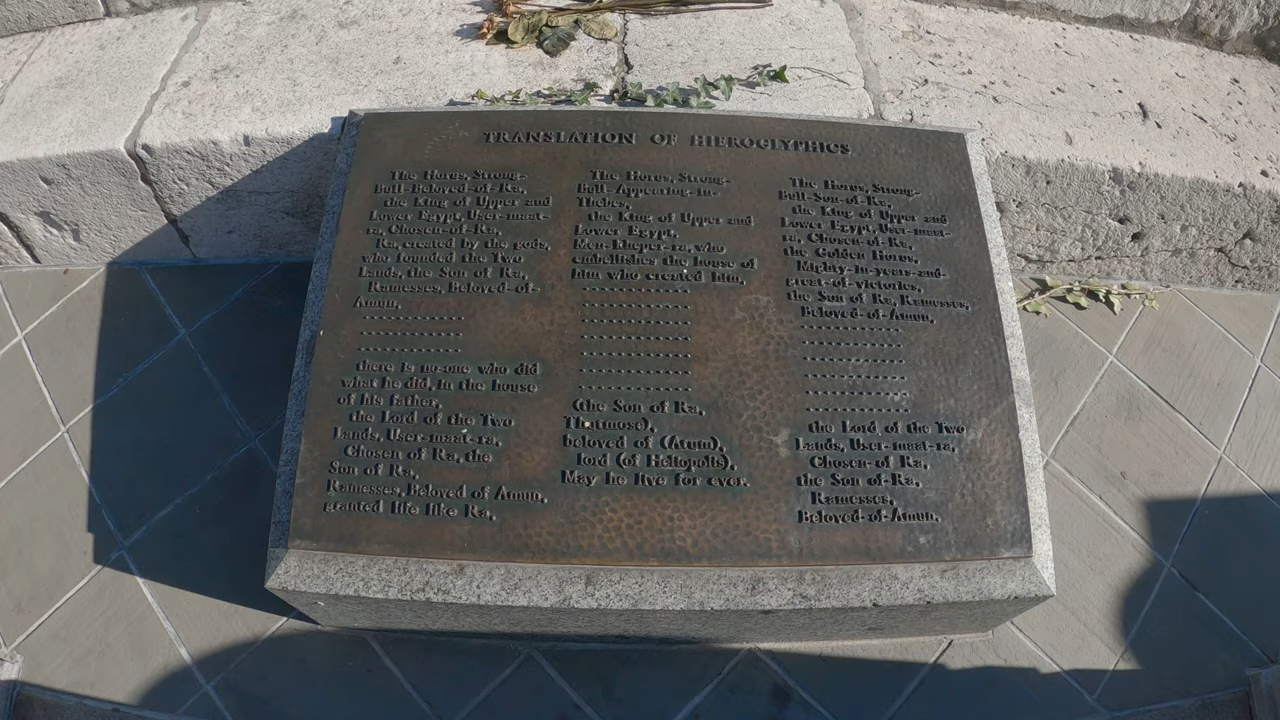 TRANSLATION OF HIEROGLYPHICS
The Horus, Strong-
Bull-Beloved-of-Ra,
the King of Upper and
Lower Egypt, User-maat-
ra, Chosen-of-Ra,
Ra, created by the gods,
who founded the Two
Lands, the Son of Ra,
Ramesses, Beloved-of-
Amun,
....................
....................
....................
there is no-one who did
what he did, in the house
of his father,
the Lord of the Two
Lands, User-maat-ra,
Chosen of Ra, the
Son of Ra,
Ramesses, Beloved of Amun,
granted life like Ra.
The Horus, Strong-
Bull-Appearing-in-
Thebes,
the King of Upper and
Lower Egypt,
Men-kheper-ra, who
embellishes the house of
him who created him,
....................
....................
....................
....................
....................
....................
....................
(the Son of Ra,
Thutmose),
beloved of (Atum),
lord (of Heliopolis),
May he live for ever.
The Horus, Strong-
Bull-Son-of-Ra,
the King of Upper and
Lower Egypt, User-maat-
ra, Chosen-of-Ra,
the Golden Horus,
Mighty-in-years-and-
great-of-victories,
the Son of Ra, Ramesses,
Beloved-of-Amun,
....................
....................
....................
....................
....................
....................
the Lord of the Two
Lands, User-maat-ra,
Chosen-of Ra,
the Son-of-Ra,
Ramesses,
Beloved-of-Amun,